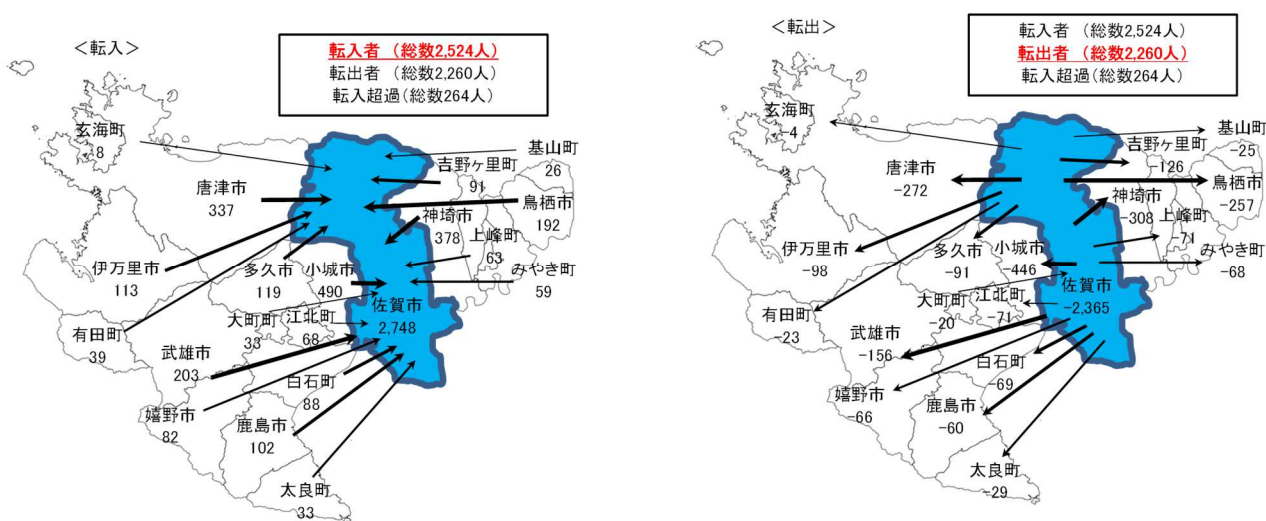 <転入>
転入者 (総数2,524人)
転出者 (総数2,260人)
転入超過(総数264人)
玄海町
8
基山町
26
吉野ヶ里町
91
唐津市
337
鳥栖市
192
神埼市
378
上峰町
63
伊万里市
113
多久市
119
小城市
490
みやき町
59
佐賀市
2,748
大町町
33
江北町
68
有田町
39
武雄市
203
白石町
88
嬉野市
82
鹿島市
102
太良町
33
<転出>
転入者 (総数2,524人)
転出者 (総数2,260人)
転入超過(総数264人)
玄海町
-4
基山町
-25
吉野ヶ里町
-126
唐津市
-272
鳥栖市
-257
神埼市
-308
上峰町
-71
伊万里市
-98
多久市
-91
小城市
-446
みやき町
-68
佐賀市
-2,365
大町町
-20
江北町
-71
有田町
-23
武雄市
-156
白石町
-69
嬉野市
-66
鹿島市
-60
太良町
-29